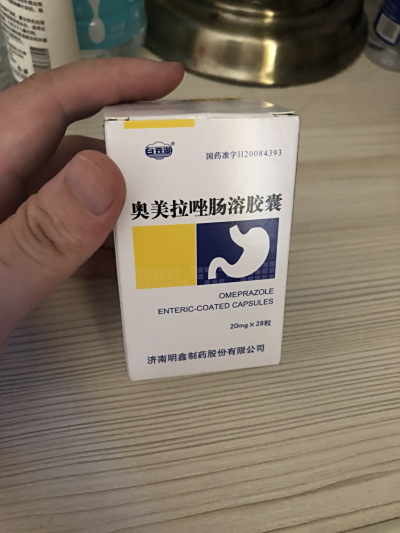 国药准字H20084393
奥美拉唑肠溶胶囊
OMEPRAZOLE
ENTERIC-COATED CAPSULES
20mg×28粒
济南明鑫制药股份有限公司